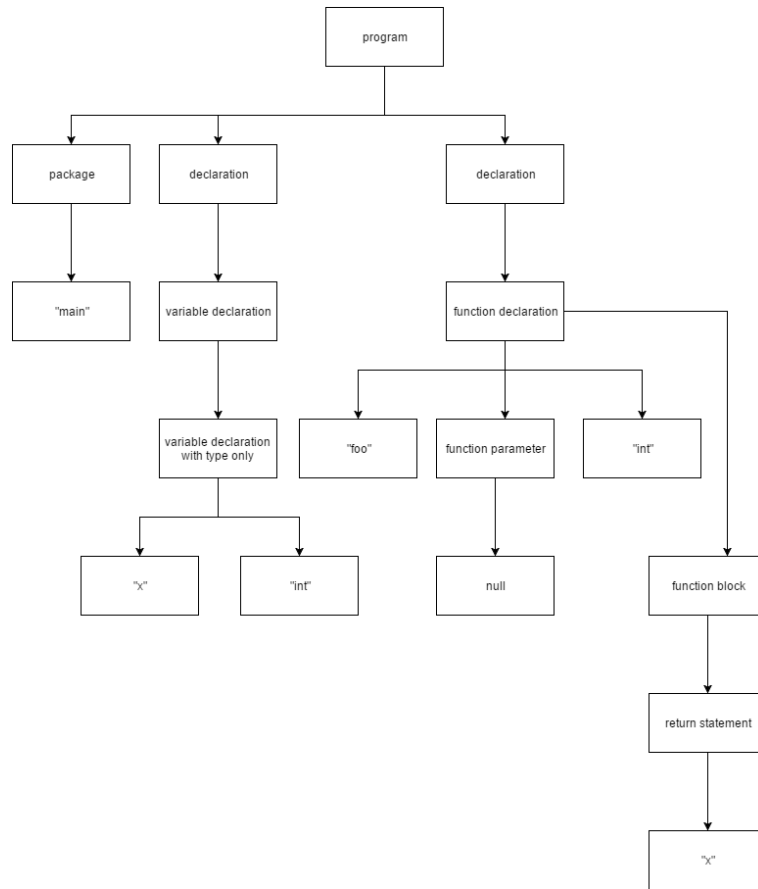 program
package
declaration
declaration
"main"
variable declaration
function declaration
variable declaration
with type only
"foo"
function parameter
"int"
"x"
"int"
null
function block
return statement
"x"